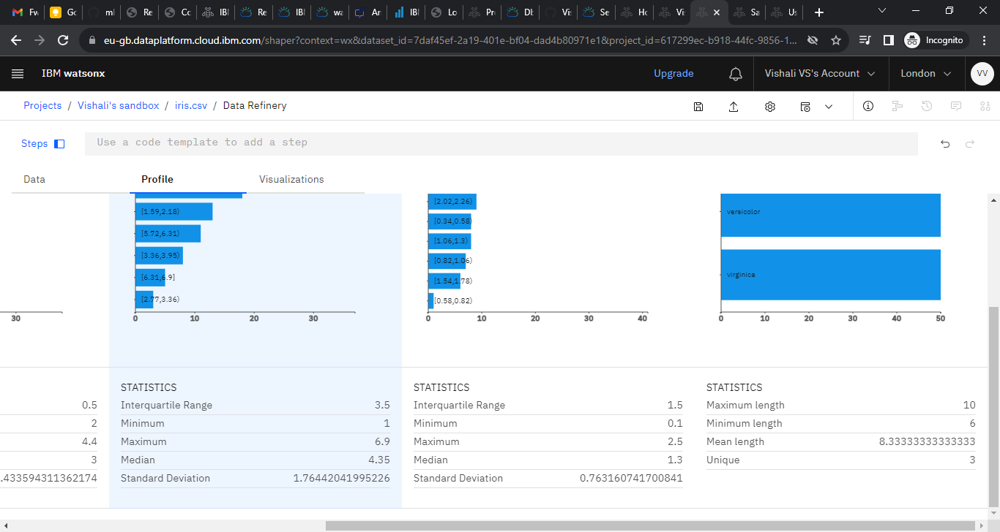 Fw
Gc
ml
Re
Cc
IBI
Re
IBI
wa
Ar
IBI
Lo
Pr
Db
Vis
Se
Ho
Vi
Sa
Us
eu-gb.dataplatform.cloud.ibm.com/shaper?context=wx&dataset_id=7daf45ef-2a19-401e-bf04-dad4b80971e1&project_id=617299ec-b918-44fc-9856-1...
Incognito
IBM watsonx
Upgrade
Vishali VS's Account
London
VV
Projects / Vishali's sandbox / iris.csv / Data Refinery
Steps
Use a code template to add a step
Data
Profile
Visualizations
30
[1.59,2.18)
[5.72,6.31)
[3.36,3.95)
[6.31,6.9]
[2.77,3.36)
0 10 20 30
[2.02,2.26)
[0.34,0.58)
[1.06,1.3)
[0.82,1.06)
[1.54,1.78)
[0.58,0.82)
0 10 20 30 40
versicolor
virginica
0 10 20 30 40 50
0.5
2
4.4
3
.433594311362174
STATISTICS
Interquartile Range 3.5
Minimum 1
Maximum 6.9
Median 4.35
Standard Deviation 1.76442041995226
STATISTICS
Interquartile Range 1.5
Minimum 0.1
Maximum 2.5
Median 1.3
Standard Deviation 0.763160741700841
STATISTICS
Maximum length 10
Minimum length 6
Mean length 8.33333333333333
Unique 3